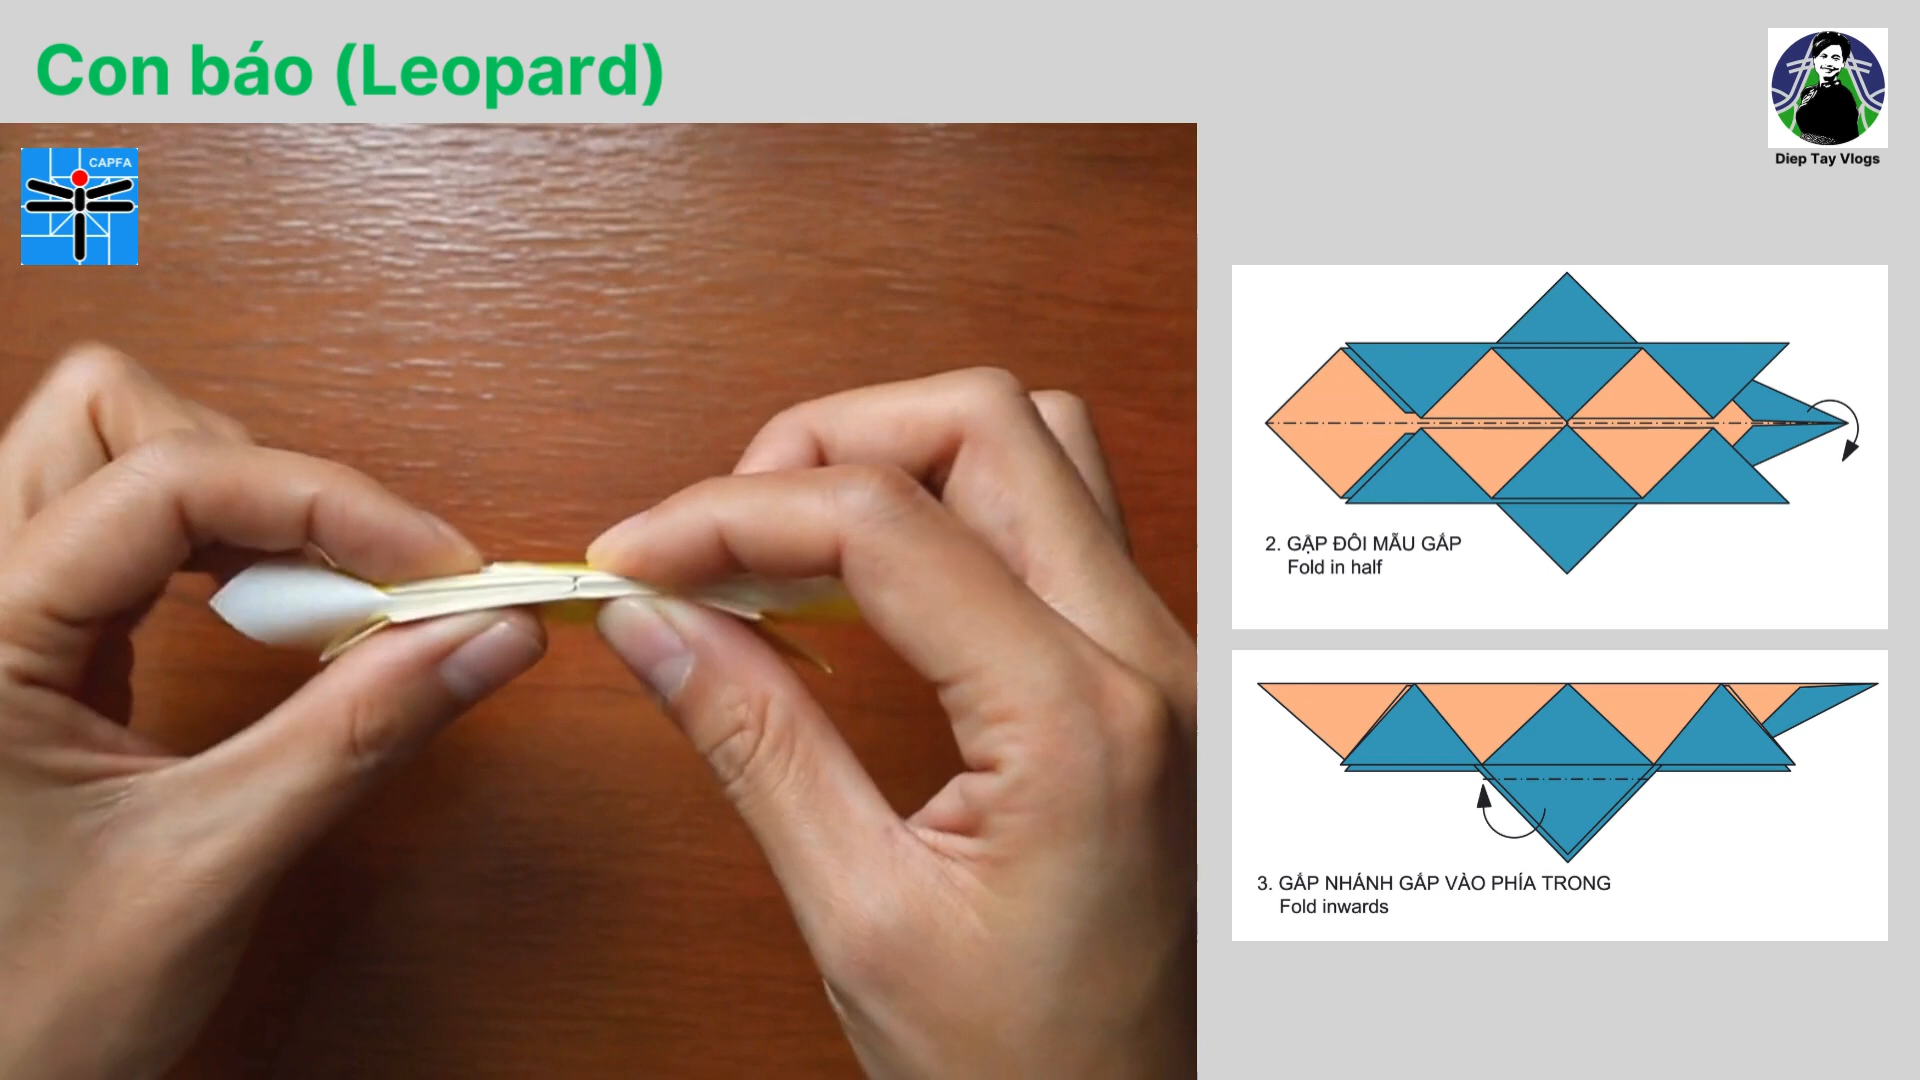 Con báo (Leopard)
CAPFA
Diep Tay Vlogs
2. GẬP ĐÔI MẪU GẤP
Fold in half
3. GẤP NHÁNH GẤP VÀO PHÍA TRONG
Fold inwards